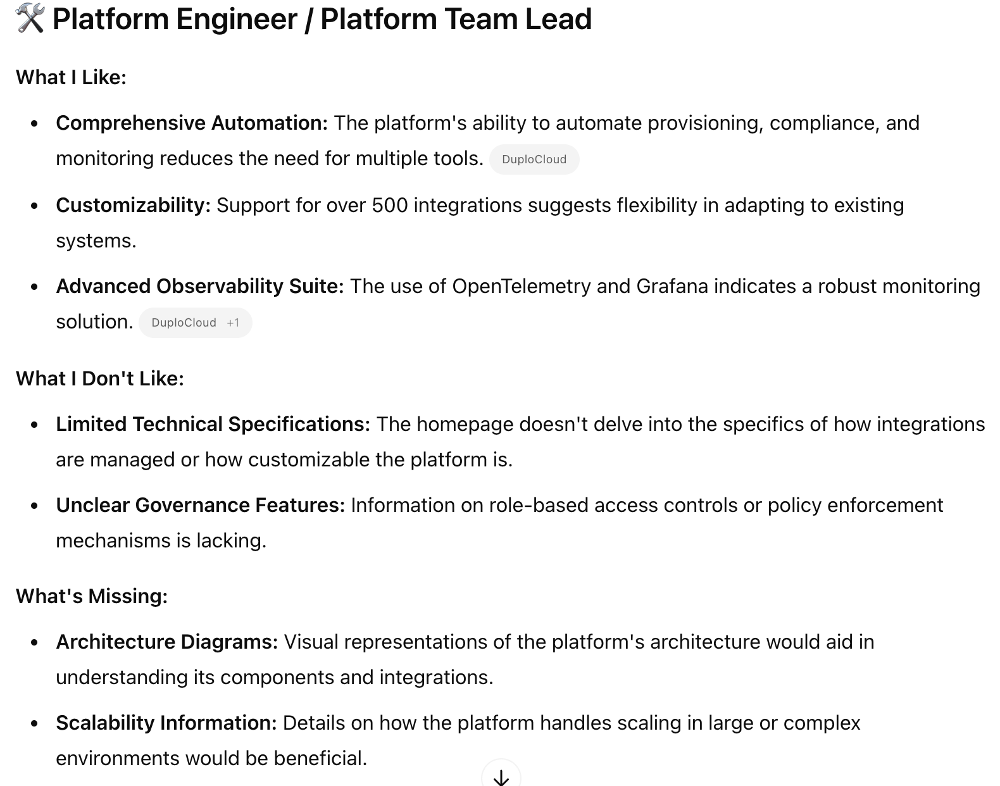 Platform Engineer / Platform Team Lead
What I Like:
Comprehensive Automation: The platform's ability to automate provisioning, compliance, and
monitoring reduces the need for multiple tools. DuploCloud
Customizability: Support for over 500 integrations suggests flexibility in adapting to existing
systems.
Advanced Observability Suite: The use of OpenTelemetry and Grafana indicates a robust monitoring
solution. DuploCloud +1
What I Don't Like:
Limited Technical Specifications: The homepage doesn't delve into the specifics of how integrations
are managed or how customizable the platform is.
Unclear Governance Features: Information on role-based access controls or policy enforcement
mechanisms is lacking.
What's Missing:
Architecture Diagrams: Visual representations of the platform's architecture would aid in
understanding its components and integrations.
Scalability Information: Details on how the platform handles scaling in large or complex
environments would be beneficial.